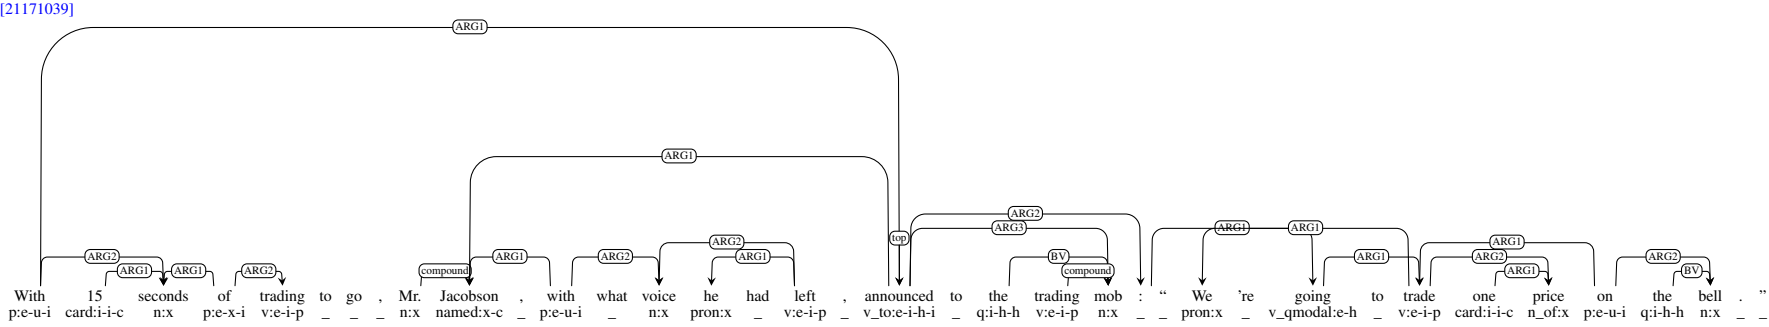 [21171039]
ARG1
ARG1
ARG2
top ARG3
ARG1 ARG1
ARG2 ARG1
ARG2 ARG1 ARG2 ARG1 BV ARG1 ARG2 ARG2
ARG1 ARG1 ARG2 compound compound ARG1 BV
With 15 seconds of trading to go , Mr. Jacobson , with what voice he had left , announced to the trading mob : “ We 're going to trade one price on the bell . ”
p:e-u-i card:i-i-c n:x p:e-x-i v:e-i-p _ _ _ n:x named:x-c _ p:e-u-i _ n:x pron:x _ v:e-i-p _ v_to:e-i-h-i _ q:i-h-h v:e-i-p n:x _ _ pron:x _ v_qmodal:e-h _ v:e-i-p card:i-i-c n_of:x p:e-u-i q:i-h-h n:x _ _